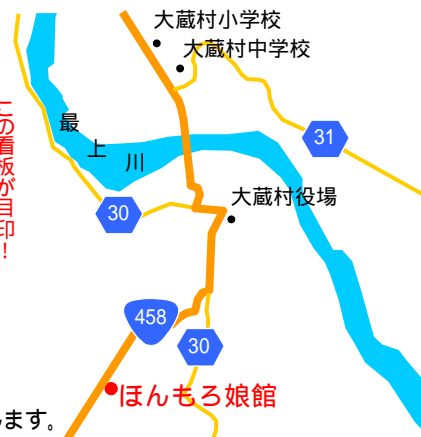 大蔵村小学校
大蔵村中学校
この看板が目印！
最上川
31
大蔵村役場
30
458
30
ほんもろ娘館
ます。